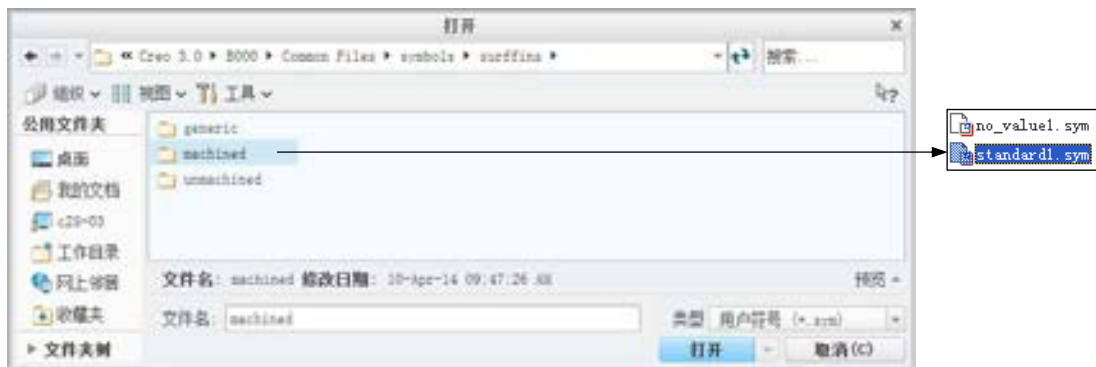 打开
« Creo 3.0 ▸ B000 ▸ Common Files ▸ symbols ▸ surffins ▸
搜索...
组织 视图 工具
公用文件夹
桌面
我的文档
c2s-03
工作目录
网上邻居
收藏夹
文件夹树
generic
machined
unmachined
文件名: machined 修改日期: 10-Apr-14 09:47:26 AM
预览
文件名: machined
类型 用户符号 (*.sym)
打开 取消(C)
no_value1.sym
standard1.sym